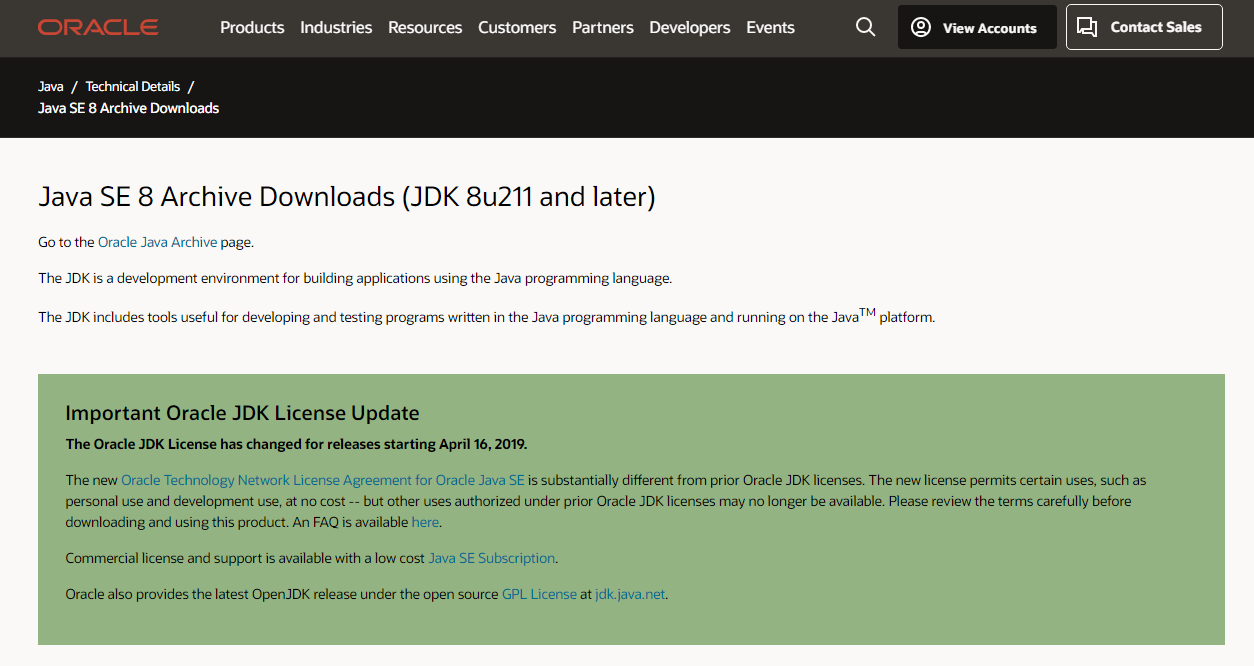 ORACLE Products Industries Resources Customers Partners Developers Events View Accounts Contact Sales
Java / Technical Details /
Java SE 8 Archive Downloads
Java SE 8 Archive Downloads (JDK 8u211 and later)
Go to the Oracle Java Archive page.
The JDK is a development environment for building applications using the Java programming language.
The JDK includes tools useful for developing and testing programs written in the Java programming language and running on the Java™ platform.
Important Oracle JDK License Update
The Oracle JDK License has changed for releases starting April 16, 2019.
The new Oracle Technology Network License Agreement for Oracle Java SE is substantially different from prior Oracle JDK licenses. The new license permits certain uses, such as
personal use and development use, at no cost -- but other uses authorized under prior Oracle JDK licenses may no longer be available. Please review the terms carefully before
downloading and using this product. An FAQ is available here.
Commercial license and support is available with a low cost Java SE Subscription.
Oracle also provides the latest OpenJDK release under the open source GPL License at jdk.java.net.